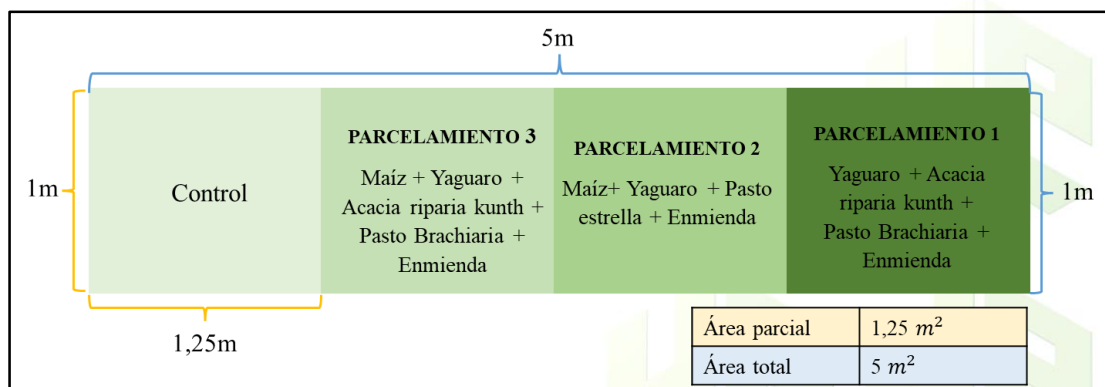 5m
1m
Control
PARCELAMIENTO 3
Maíz + Yaguaro +
Acacia riparia kunth +
Pasto Brachiaria +
Enmienda
PARCELAMIENTO 2
Maíz+ Yaguaro + Pasto
estrella + Enmienda
PARCELAMIENTO 1
Yaguaro + Acacia
riparia kunth +
Pasto Brachiaria +
Enmienda
1m
1,25m
Área parcial 1,25 m²
Área total 5 m²